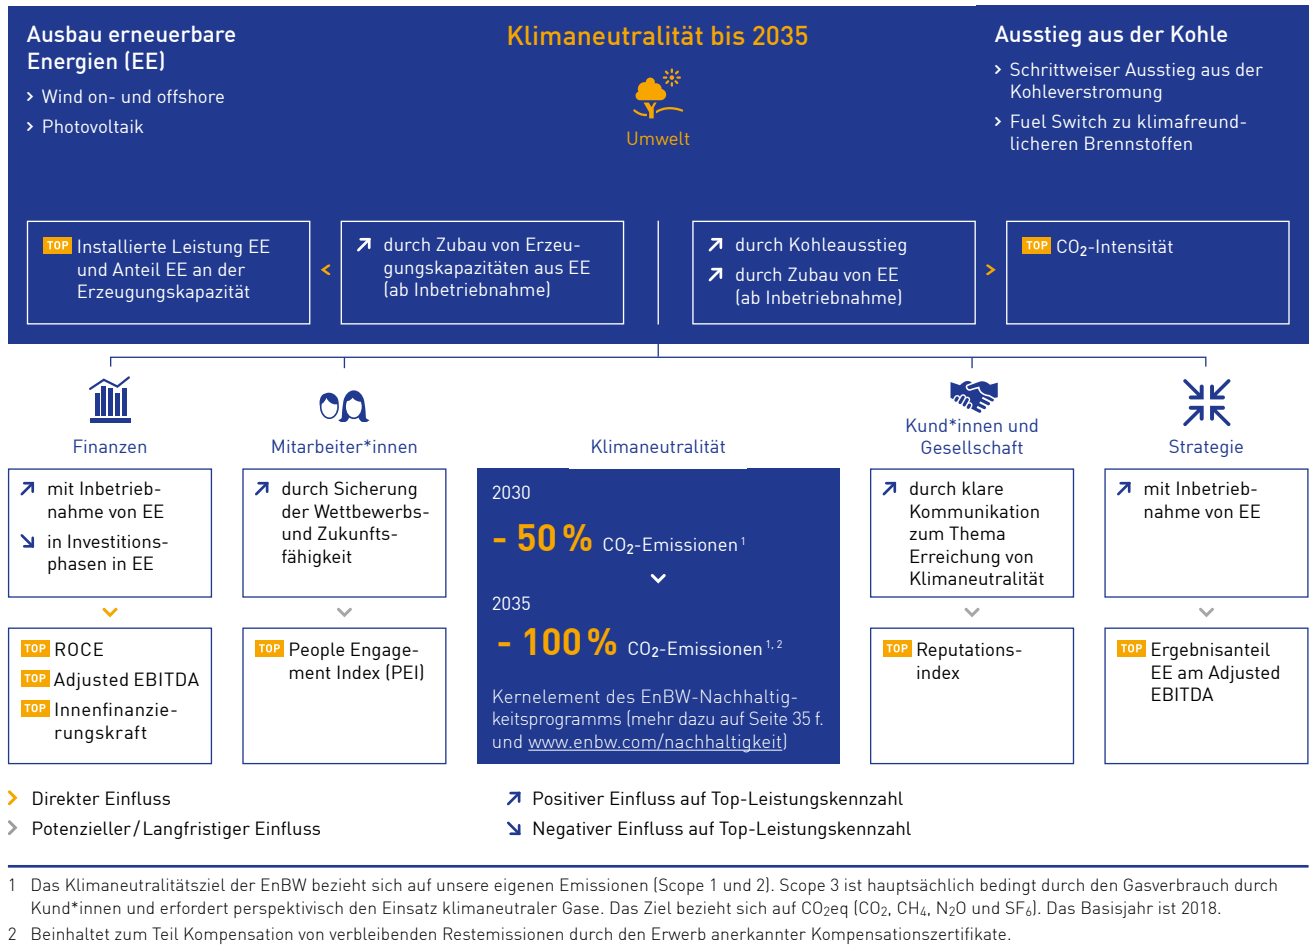 Ausbau erneuerbare
Energien (EE)
› Wind on- und offshore
› Photovoltaik
Klimaneutralität bis 2035
Umwelt
Ausstieg aus der Kohle
› Schrittweiser Ausstieg aus der
Kohleverstromung
› Fuel Switch zu klimafreund-
licheren Brennstoffen
TOP Installierte Leistung EE
und Anteil EE an der
Erzeugungskapazität
durch Zubau von Erzeu-
gungskapazitäten aus EE
(ab Inbetriebnahme)
durch Kohleausstieg
durch Zubau von EE
(ab Inbetriebnahme)
TOP CO₂-Intensität
Finanzen
mit Inbetrieb-
nahme von EE
in Investitions-
phasen in EE
TOP ROCE
TOP Adjusted EBITDA
TOP Innenfinanzie-
rungskraft
Mitarbeiter*innen
durch Sicherung
der Wettbewerbs-
und Zukunfts-
fähigkeit
TOP People Engage-
ment Index (PEI)
Klimaneutralität
2030
- 50 % CO₂-Emissionen¹
2035
- 100 % CO₂-Emissionen¹, ²
Kernelement des EnBW-Nachhaltig-
keitsprogramms (mehr dazu auf Seite 35 f.
und www.enbw.com/nachhaltigkeit)
Kund*innen und
Gesellschaft
durch klare
Kommunikation
zum Thema
Erreichung von
Klimaneutralität
TOP Reputations-
index
Strategie
mit Inbetrieb-
nahme von EE
TOP Ergebnisanteil
EE am Adjusted
EBITDA
Direkter Einfluss
Potenzieller/Langfristiger Einfluss
Positiver Einfluss auf Top-Leistungskennzahl
Negativer Einfluss auf Top-Leistungskennzahl
1 Das Klimaneutralitätsziel der EnBW bezieht sich auf unsere eigenen Emissionen (Scope 1 und 2). Scope 3 ist hauptsächlich bedingt durch den Gasverbrauch durch
Kund*innen und erfordert perspektivisch den Einsatz klimaneutraler Gase. Das Ziel bezieht sich auf CO₂eq (CO₂, CH₄, N₂O und SF₆). Das Basisjahr ist 2018.
2 Beinhaltet zum Teil Kompensation von verbleibenden Restemissionen durch den Erwerb anerkannter Kompensationszertifikate.